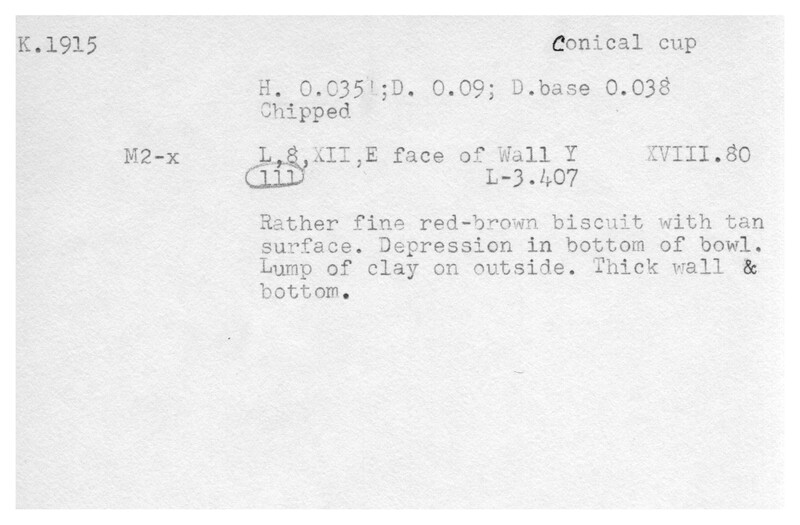 K.1915 Conical cup
H. 0.035 ;D. 0.09; D.base 0.038
Chipped
M2-x L,8,XII,E face of Wall Y XVIII.80
111 L-3.407
Rather fine red-brown biscuit with tan
surface. Depression in bottom of bowl.
Lump of clay on outside. Thick wall &
bottom.